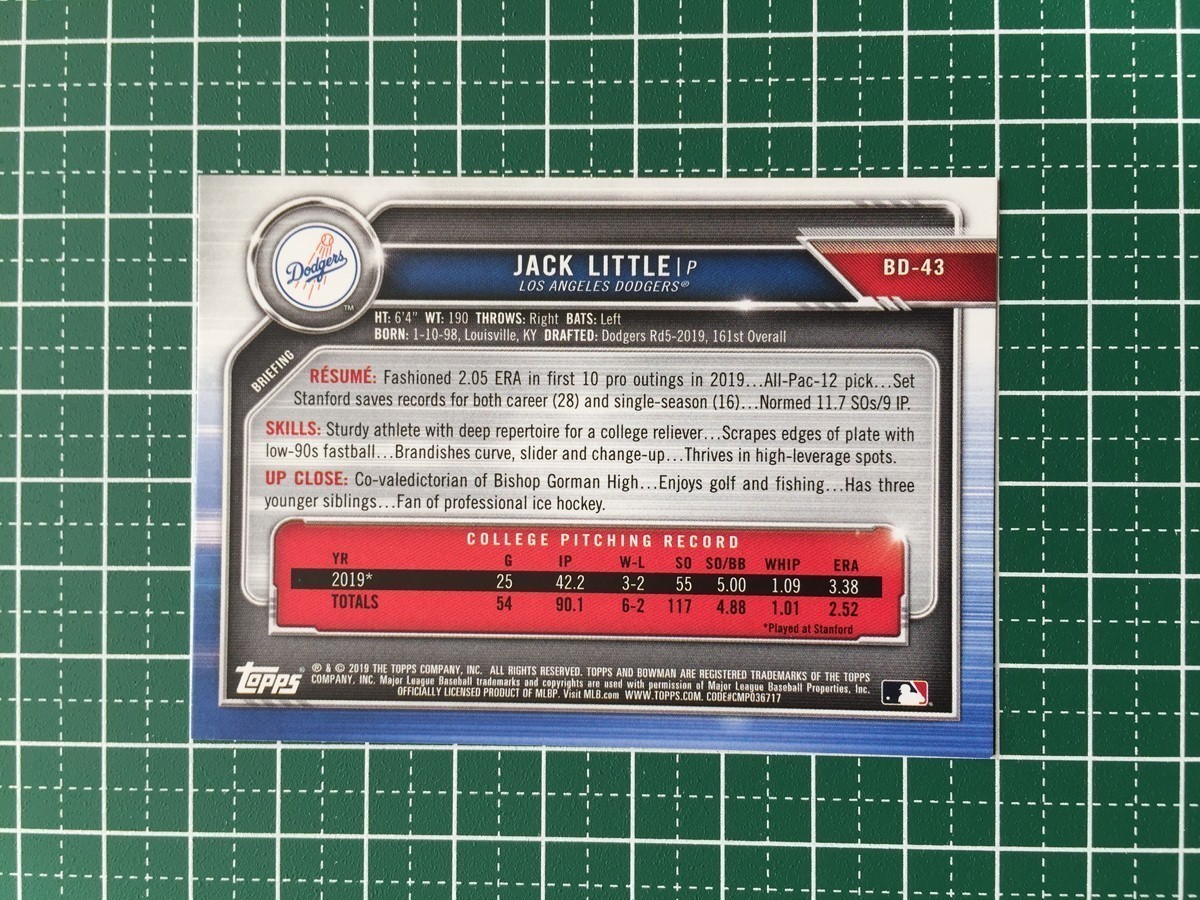 Dodgers
TM
JACK LITTLE | P
LOS ANGELES DODGERS®
BD-43
HT: 6'4" WT: 190 THROWS: Right BATS: Left
BORN: 1-10-98, Louisville, KY DRAFTED: Dodgers Rd5-2019, 161st Overall
BRIEFING
RÉSUMÉ: Fashioned 2.05 ERA in first 10 pro outings in 2019...All-Pac-12 pick...Set
Stanford saves records for both career (28) and single-season (16)...Normed 11.7 SOs/9 IP.
SKILLS: Sturdy athlete with deep repertoire for a college reliever...Scrapes edges of plate with
low-90s fastball...Brandishes curve, slider and change-up...Thrives in high-leverage spots.
UP CLOSE: Co-valedictorian of Bishop Gorman High...Enjoys golf and fishing...Has three
younger siblings...Fan of professional ice hockey.
COLLEGE PITCHING RECORD
YR G IP W-L SO SO/BB WHIP ERA
2019* 25 42.2 3-2 55 5.00 1.09 3.38
TOTALS 54 90.1 6-2 117 4.88 1.01 2.52
*Played at Stanford
Topps®
® & © 2019 THE TOPPS COMPANY, INC. ALL RIGHTS RESERVED. TOPPS AND BOWMAN ARE REGISTERED TRADEMARKS OF THE TOPPS
COMPANY, INC. Major League Baseball trademarks and copyrights are used with permission of Major League Baseball Properties, Inc.
OFFICIALLY LICENSED PRODUCT OF MLBP. Visit MLB.com WWW.TOPPS.COM. CODE#CMP036717